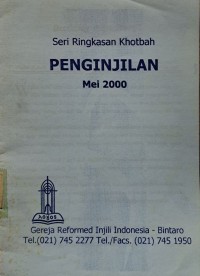 Seri Ringkasan Khotbah
PENGINJILAN
Mei 2000
Gereja Reformed Injili Indonesia - Bintaro
Tel.(021) 745 2277 Tel./Facs. (021) 745 1950